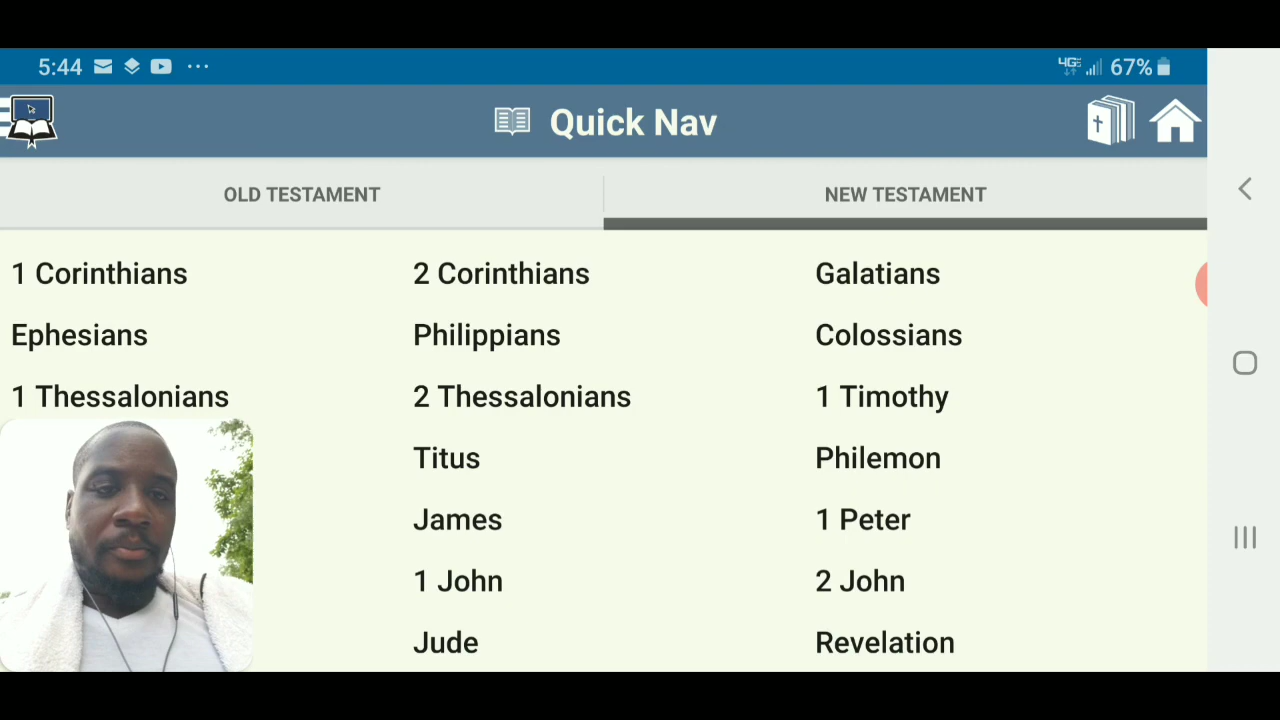 5:44 ... 4GE 67%
Quick Nav
OLD TESTAMENT NEW TESTAMENT
1 Corinthians 2 Corinthians Galatians
Ephesians Philippians Colossians
1 Thessalonians 2 Thessalonians 1 Timothy
Titus Philemon
James 1 Peter
1 John 2 John
Jude Revelation